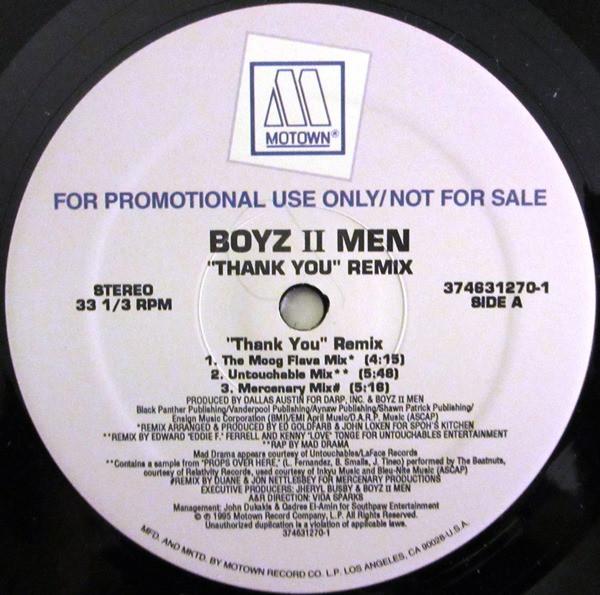 MOTOWN®
FOR PROMOTIONAL USE ONLY/NOT FOR SALE
BOYZ II MEN
"THANK YOU" REMIX
STEREO
33 1/3 RPM
374631270-1
SIDE A
"Thank You" Remix
1. The Moog Flava Mix* (4:15)
2. Untouchable Mix** (5:48)
3. Mercenary Mix# (5:16)
PRODUCED BY DALLAS AUSTIN FOR DARP, INC. & BOYZ II MEN
Black Panther Publishing/Vanderpool Publishing/Aynaw Publishing/Shawn Patrick Publishing/
Ensign Music Corporation (BMI)/EMI April Music/D.A.R.P. Music (ASCAP)
*REMIX ARRANGED & PRODUCED BY ED GOLDFARB & JOHN LOKEN FOR SPOH'S KITCHEN
**REMIX BY EDWARD "EDDIE F." FERRELL AND KENNY "LOVE" TONGE FOR UNTOUCHABLES ENTERTAINMENT
**RAP BY MAD DRAMA
Mad Drama appears courtesy of Untouchables/LaFace Records
**Contains a sample from "PROPS OVER HERE," (L. Fernandez, B. Smalls, J. Tineo) performed by The Beatnuts,
courtesy of Relativity Records, used courtesy of Inkyu Music and Bleu-Nite Music (ASCAP)
#REMIX BY DUANE & JON NETTLESBEY FOR MERCENARY PRODUCTIONS
EXECUTIVE PRODUCERS: JHERYL BUSBY & BOYZ II MEN
A&R DIRECTION: VIDA SPARKS
Management: John Dukakis & Qadree El-Amin for Southpaw Entertainment
© ℗ 1995 Motown Record Company, L.P. All Rights Reserved.
Unauthorized duplication is a violation of applicable laws.
374631270-1
MFD. AND MKTD. BY MOTOWN RECORD CO. L.P. LOS ANGELES, CA 90028-U.S.A.